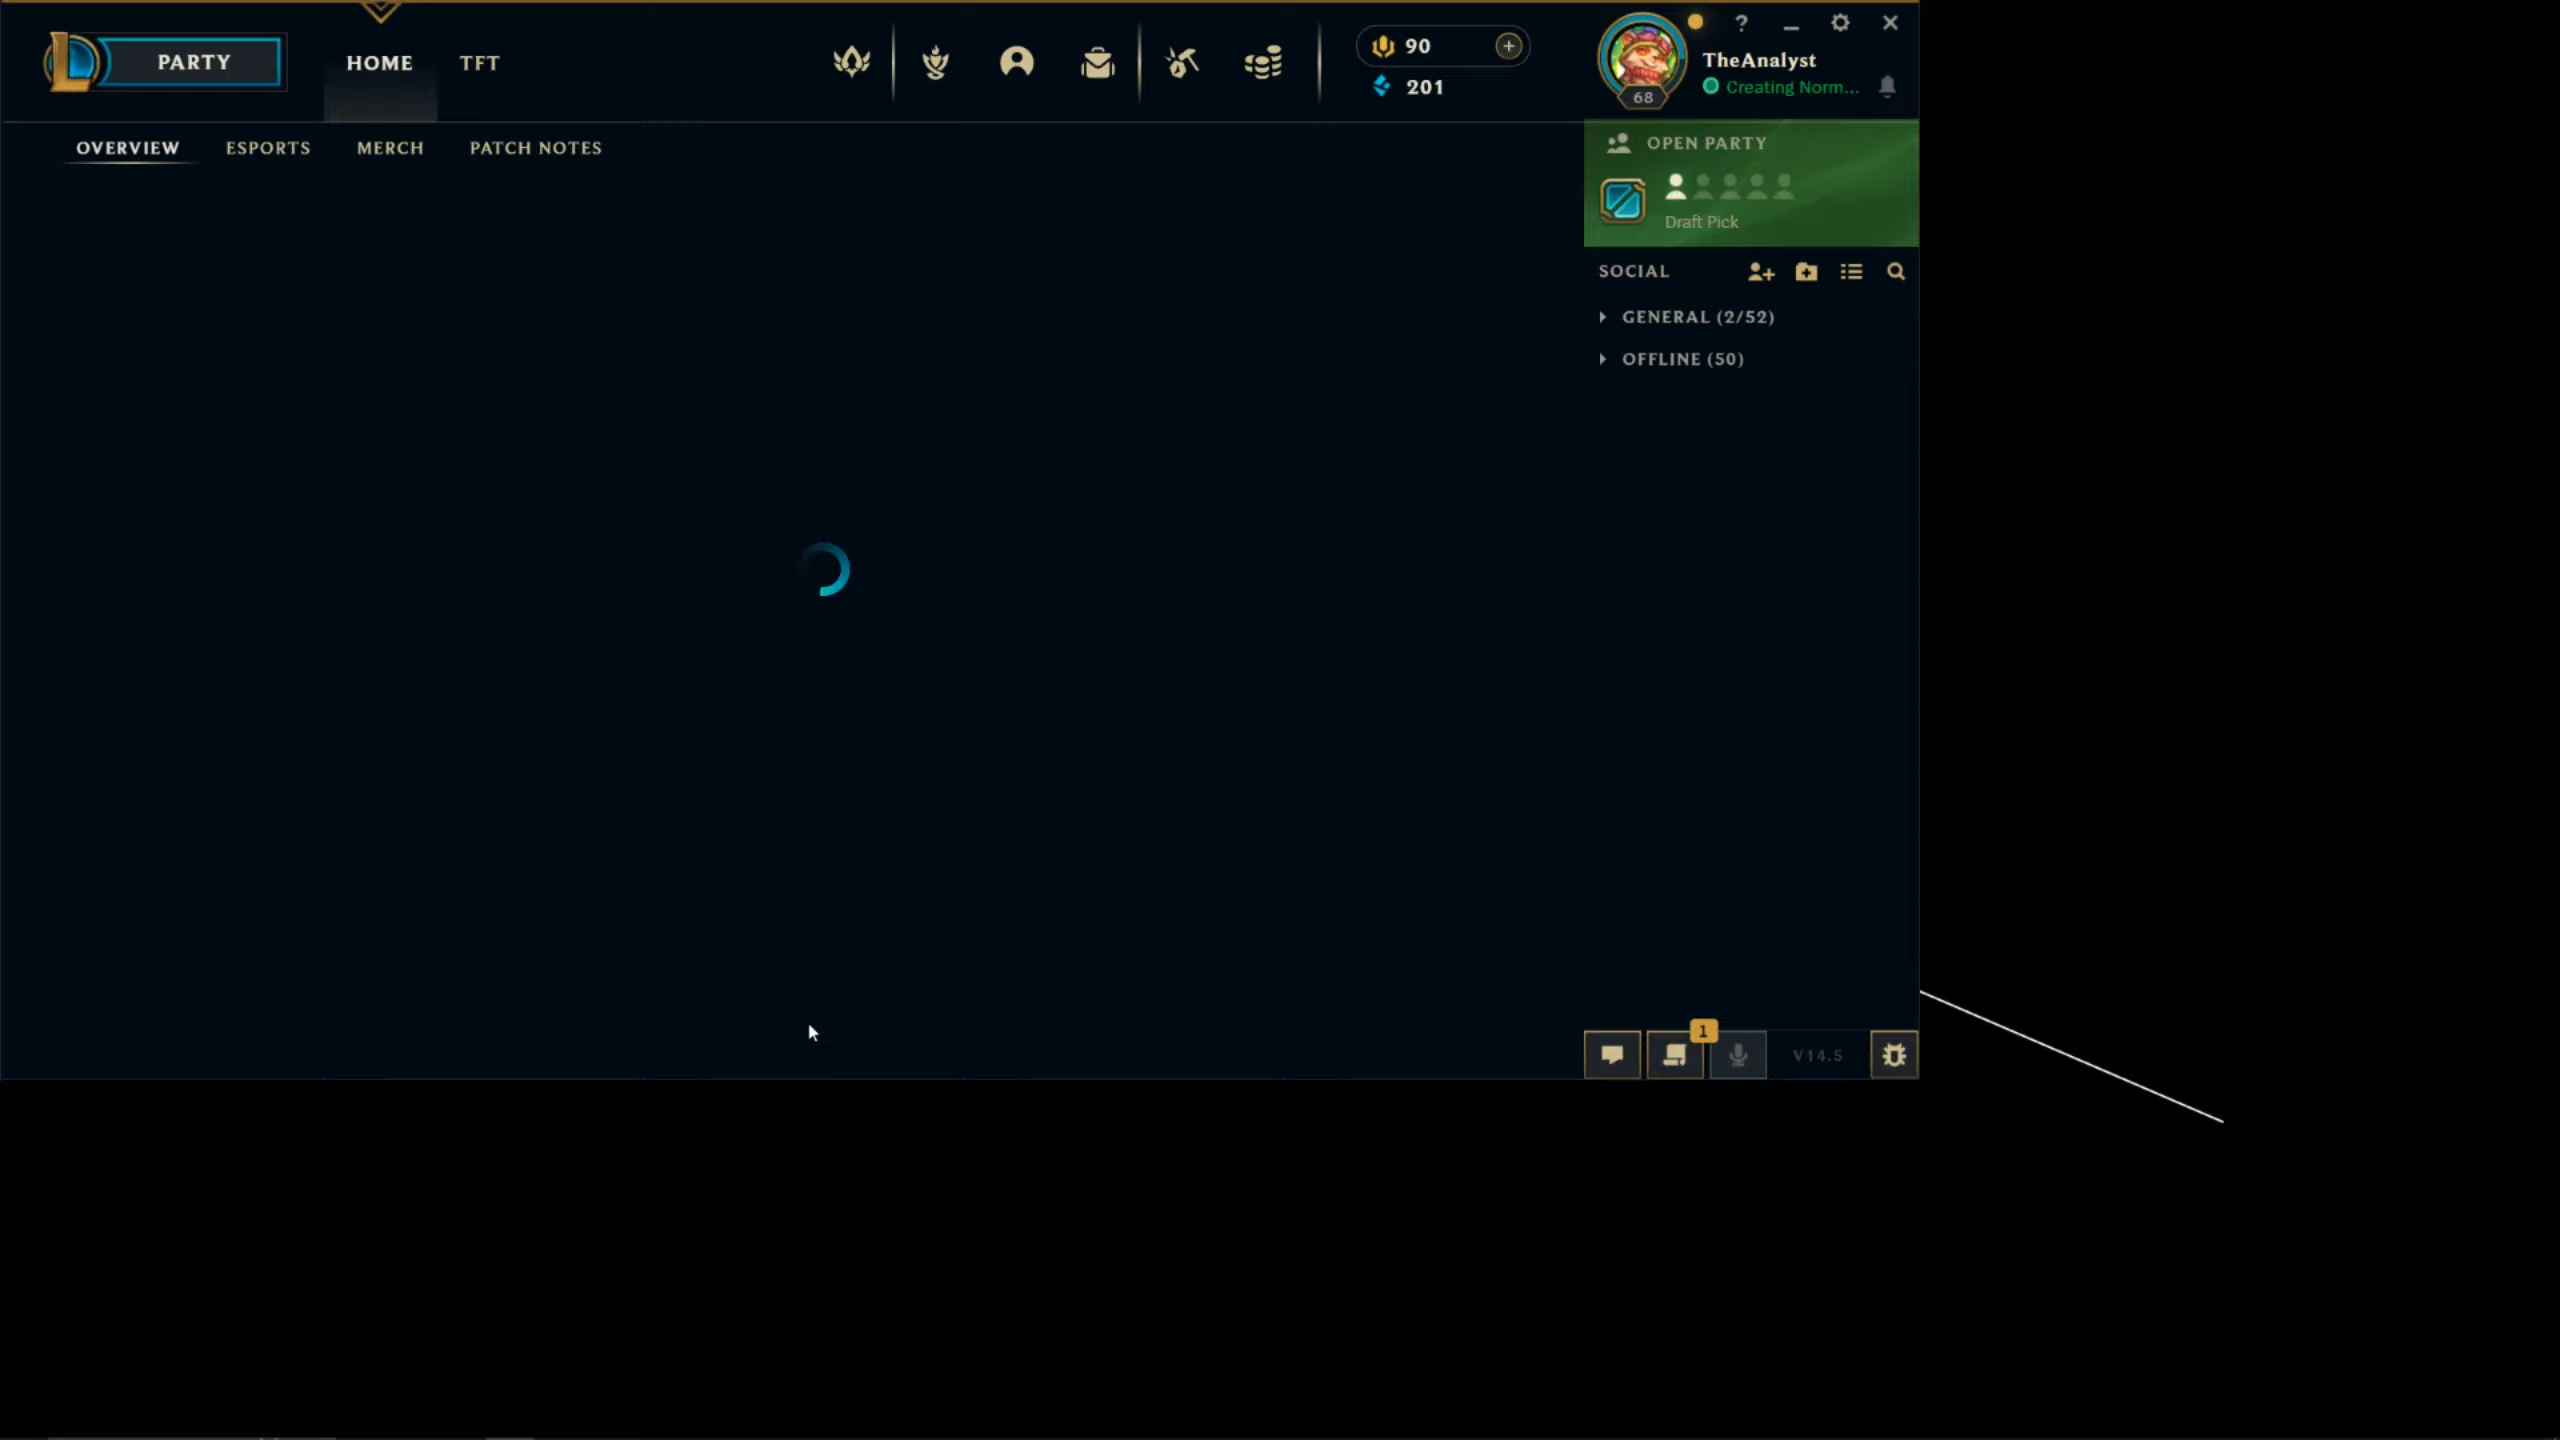 PARTY
HOME
TFT
90
201
68
?
TheAnalyst
Creating Norm...
OVERVIEW
ESPORTS
MERCH
PATCH NOTES
OPEN PARTY
Draft Pick
SOCIAL
GENERAL (2/52)
OFFLINE (50)
1
V14.5